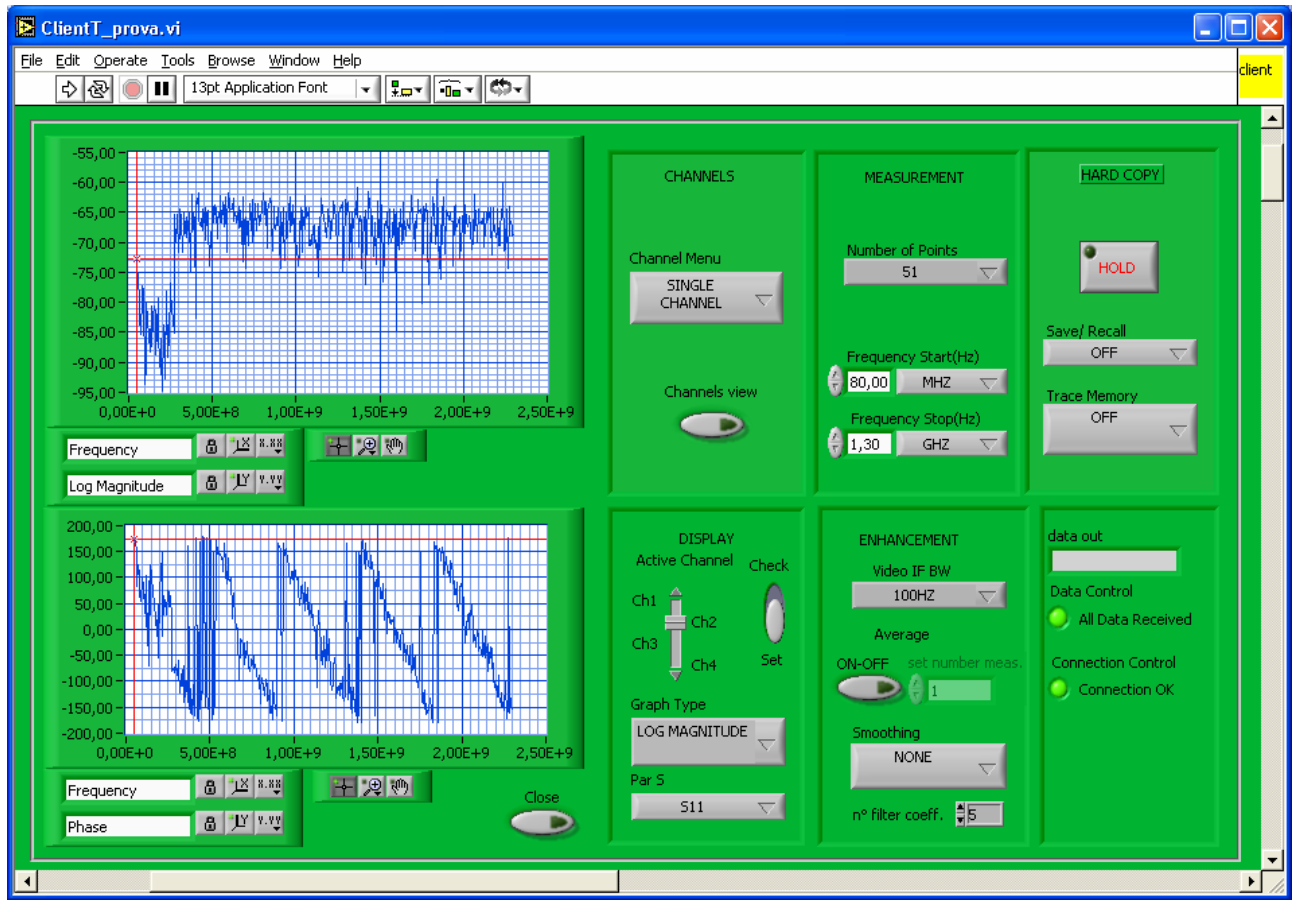 ClientT_prova.vi
File Edit Operate Tools Browse Window Help
13pt Application Font
client
-55,00
-60,00
-65,00
-70,00
-75,00
-80,00
-85,00
-90,00
-95,00
0,00E+0 5,00E+8 1,00E+9 1,50E+9 2,00E+9 2,50E+9
Frequency
X
X.XX
Log Magnitude
Y
Y.YY
200,00
150,00
100,00
50,00
0,00
-50,00
-100,00
-150,00
-200,00
0,00E+0 5,00E+8 1,00E+9 1,50E+9 2,00E+9 2,50E+9
Frequency
X
X.XX
Phase
Y
Y.YY
Close
CHANNELS
Channel Menu
SINGLE
CHANNEL
Channels view
MEASUREMENT
Number of Points
51
Frequency Start(Hz)
80,00 MHZ
Frequency Stop(Hz)
1,30 GHZ
HARD COPY
HOLD
Save/ Recall
OFF
Trace Memory
OFF
DISPLAY
Active Channel
Check
Ch1
Ch2
Ch3
Ch4
Set
Graph Type
LOG MAGNITUDE
Par S
S11
ENHANCEMENT
Video IF BW
100HZ
Average
ON-OFF set number meas.
1
Smoothing
NONE
n° filter coeff. 5
data out
Data Control
All Data Received
Connection Control
Connection OK